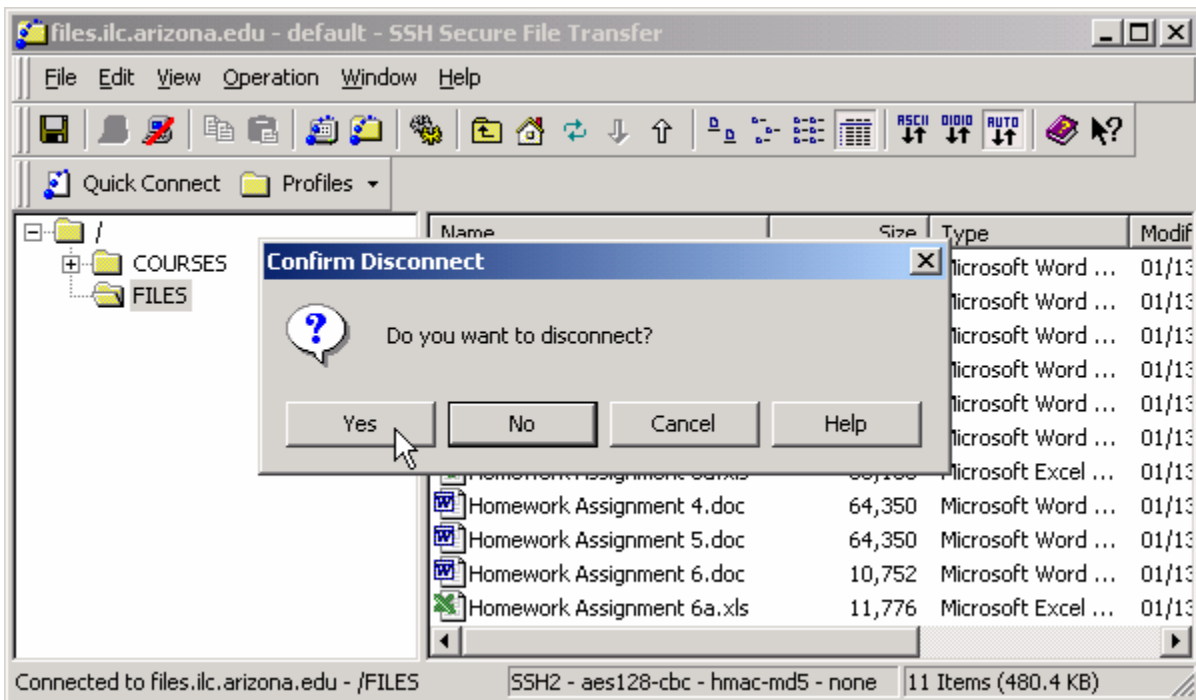 files.ilc.arizona.edu - default - SSH Secure File Transfer
File Edit View Operation Window Help
ASCII 01010 AUTO
Quick Connect Profiles
/
COURSES
FILES
Name Size Type Modif
Confirm Disconnect
Do you want to disconnect?
Yes No Cancel Help
Microsoft Word ... 01/13
Microsoft Word ... 01/13
Microsoft Word ... 01/13
Microsoft Word ... 01/13
Microsoft Word ... 01/13
Microsoft Word ... 01/13
Microsoft Excel ... 01/13
Homework Assignment 4.doc 64,350 Microsoft Word ... 01/13
Homework Assignment 5.doc 64,350 Microsoft Word ... 01/13
Homework Assignment 6.doc 10,752 Microsoft Word ... 01/13
Homework Assignment 6a.xls 11,776 Microsoft Excel ... 01/13
Connected to files.ilc.arizona.edu - /FILES SSH2 - aes128-cbc - hmac-md5 - none 11 Items (480.4 KB)